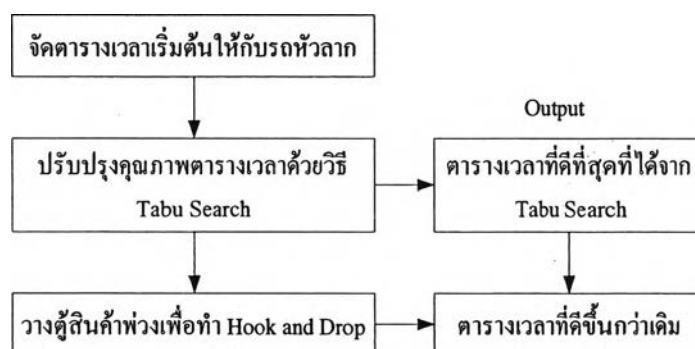 จัดตารางเวลาเริ่มต้นให้กับรถหัวลาก
Output
ปรับปรุงคุณภาพตารางเวลาด้วยวิธี
Tabu Search
ตารางเวลาที่ดีที่สุดที่ได้จาก
Tabu Search
วางตู้สินค้าพ่วงเพื่อทำ Hook and Drop
ตารางเวลาที่ดีขึ้นกว่าเดิม